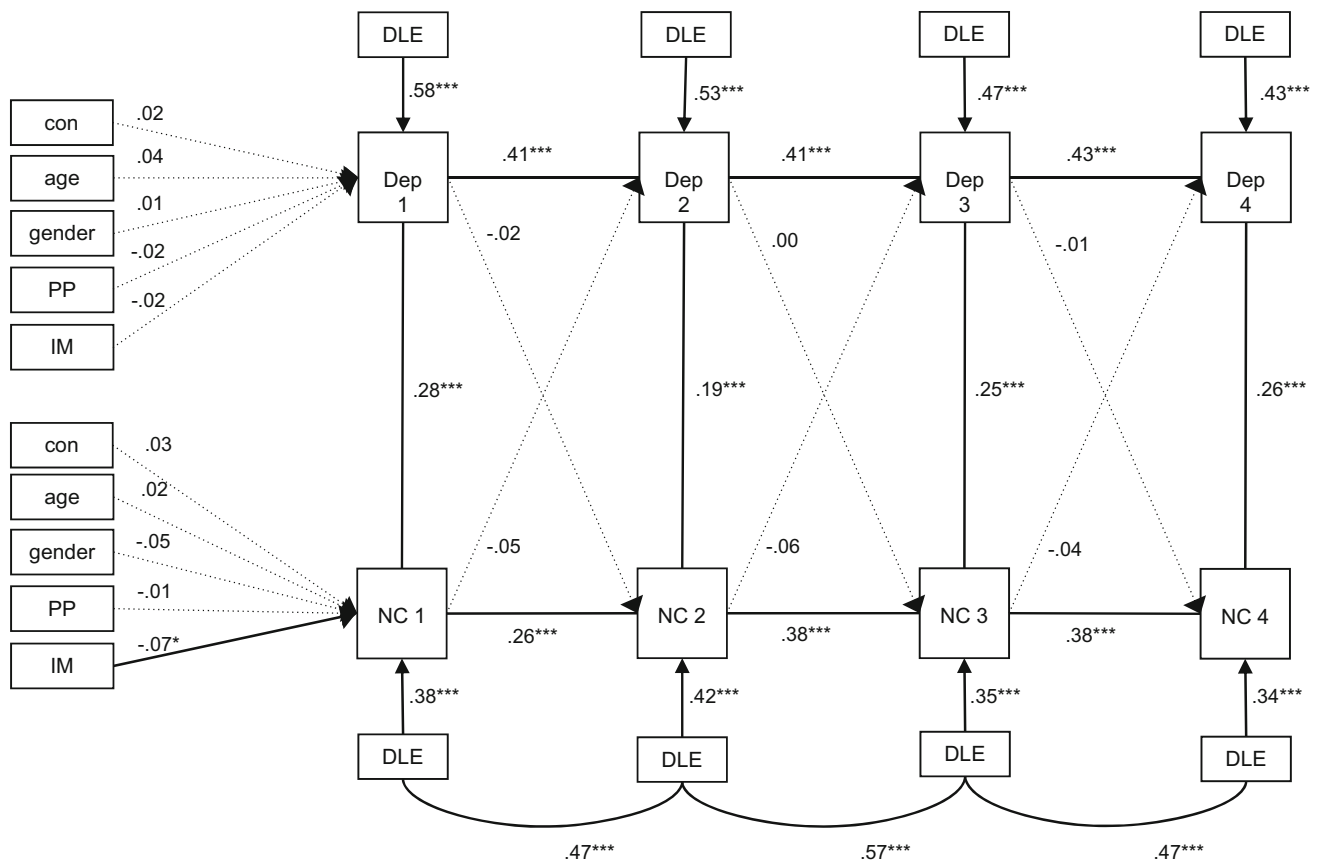 DLE DLE DLE DLE
.58*** .53*** .47*** .43***
con .02
age .04
gender .01
PP -.02
IM -.02
Dep
1
.41***
Dep
2
.41***
Dep
3
.43***
Dep
4
-.02 .00 -.01
.28*** .19*** .25*** .26***
con .03
age .02
gender -.05
PP -.01
IM -.07*
-.05 -.06 -.04
NC 1 NC 2 NC 3 NC 4
.26*** .38*** .38***
.38*** .42*** .35*** .34***
DLE DLE DLE DLE
.47*** .57*** .47***